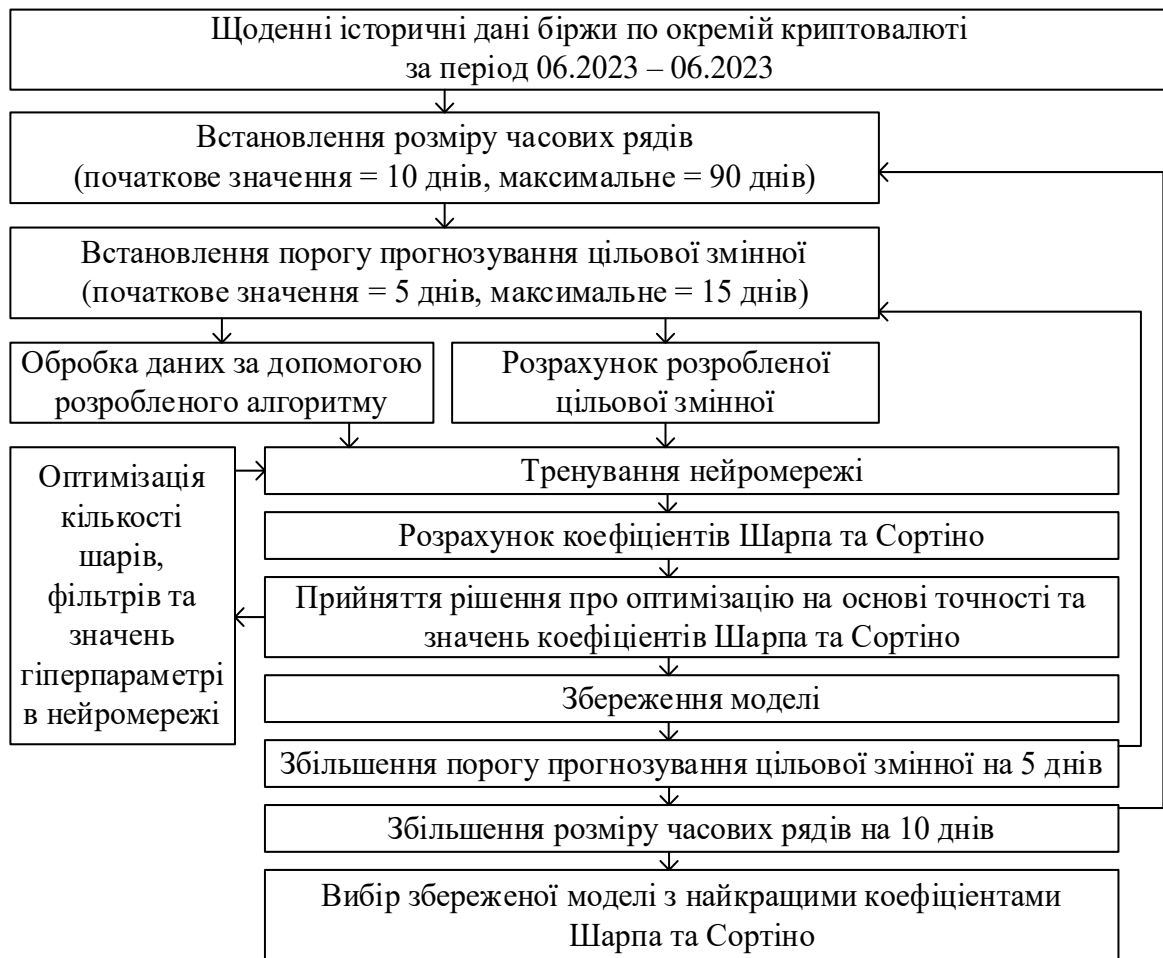 Щоденні історичні дані біржи по окремій криптовалюті
за період 06.2023 – 06.2023
Встановлення розміру часових рядів
(початкове значення = 10 днів, максимальне = 90 днів)
Встановлення порогу прогнозування цільової змінної
(початкове значення = 5 днів, максимальне = 15 днів)
Обробка даних за допомогою
розробленого алгоритму
Розрахунок розробленої
цільової змінної
Оптимізація
кількості
шарів,
фільтрів та
значень
гіперпараметрі
в нейромережі
Тренування нейромережі
Розрахунок коефіцієнтів Шарпа та Сортіно
Прийняття рішення про оптимізацію на основі точності та
значень коефіцієнтів Шарпа та Сортіно
Збереження моделі
Збільшення порогу прогнозування цільової змінної на 5 днів
Збільшення розміру часових рядів на 10 днів
Вибір збереженої моделі з найкращими коефіцієнтами
Шарпа та Сортіно